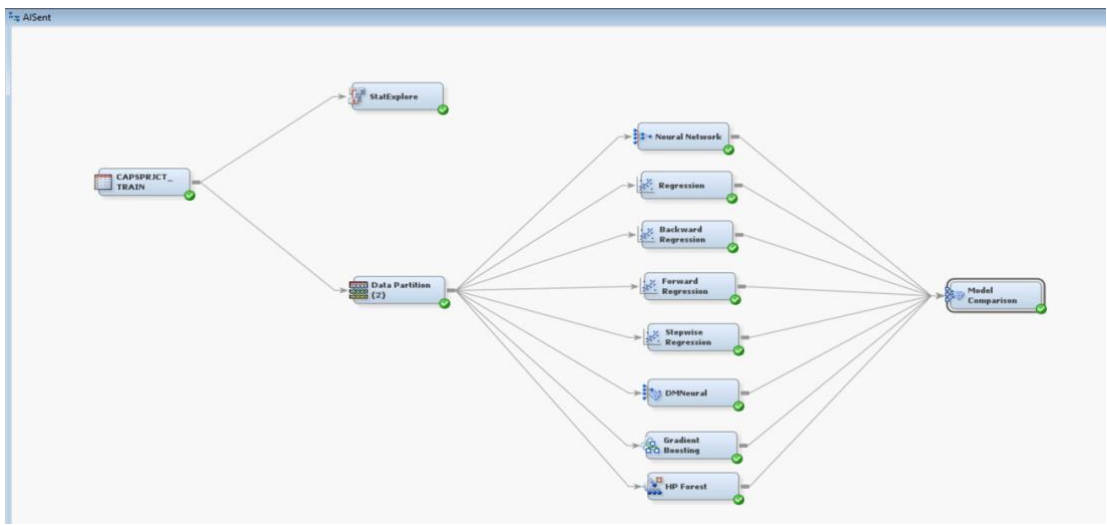 AISent
StatExplore
CAPSPRJCT_
TRAIN
Data Partition
(2)
Neural Network
Regression
Backward
Regression
Forward
Regression
Stepwise
Regression
DMNeural
Gradient
Boosting
HP Forest
Model
Comparison